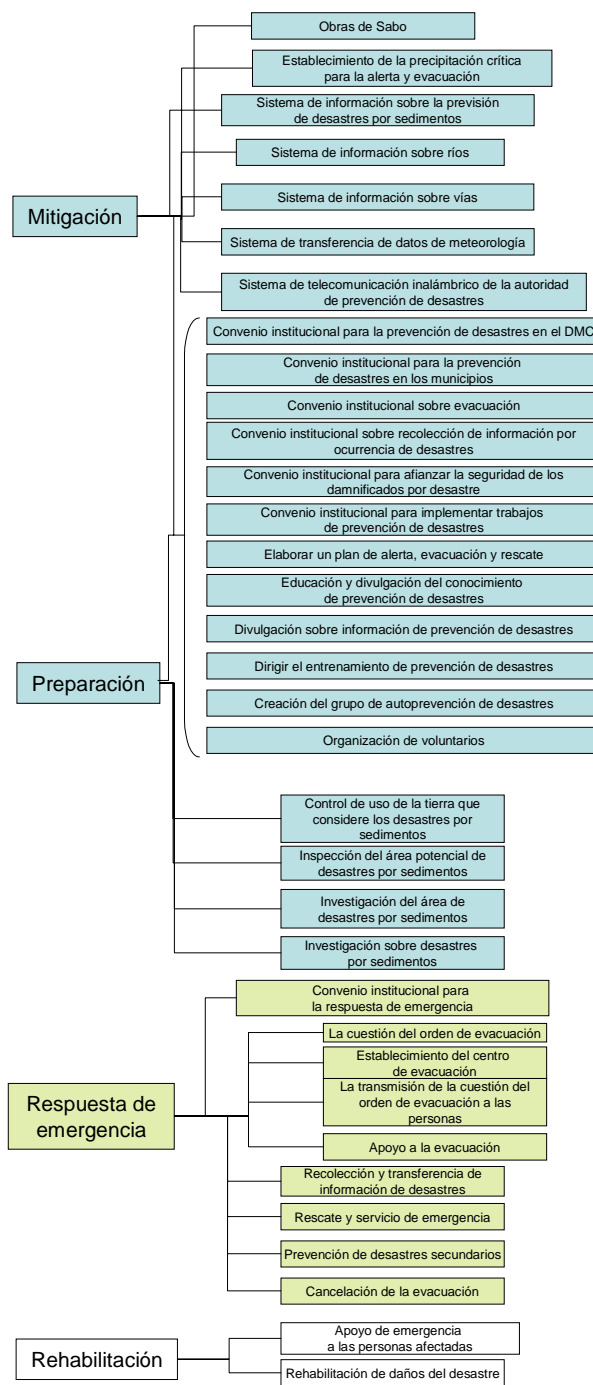 Obras de Sabo
Establecimiento de la precipitación crítica
para la alerta y evacuación
Sistema de información sobre la previsión
de desastres por sedimentos
Sistema de información sobre ríos
Sistema de información sobre vías
Mitigación
Sistema de transferencia de datos de meteorología
Sistema de telecomunicación inalámbrico de la autoridad
de prevención de desastres
Convenio institucional para la prevención de desastres en el DMC
Convenio institucional para la prevención
de desastres en los municipios
Convenio institucional sobre evacuación
Convenio institucional sobre recolección de información por
ocurrencia de desastres
Convenio institucional para afianzar la seguridad de los
damnificados por desastre
Convenio institucional para implementar trabajos
de prevención de desastres
Elaborar un plan de alerta, evacuación y rescate
Educación y divulgación del conocimiento
de prevención de desastres
Divulgación sobre información de prevención de desastres
Dirigir el entrenamiento de prevención de desastres
Preparación
Creación del grupo de autoprevención de desastres
Organización de voluntarios
Control de uso de la tierra que
considere los desastres por
sedimentos
Inspección del área potencial de
desastres por sedimentos
Investigación del área de
desastres por sedimentos
Investigación sobre desastres
por sedimentos
Convenio institucional para
la respuesta de emergencia
La cuestión del orden de evacuación
Establecimiento del centro
de evacuación
La transmisión de la cuestión del
orden de evacuación a las
personas
Respuesta de
emergencia
Apoyo a la evacuación
Recolección y transferencia de
información de desastres
Rescate y servicio de emergencia
Prevención de desastres secundarios
Cancelación de la evacuación
Apoyo de emergencia
a las personas afectadas
Rehabilitación
Rehabilitación de daños del desastre